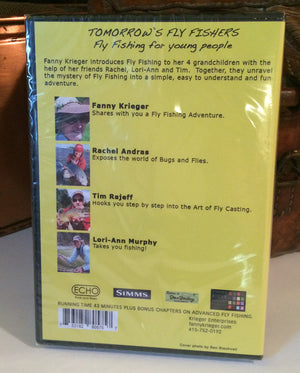 TOMORROW'S FLY FISHERS
Fly Fishing for young people
Fanny Krieger introduces Fly Fishing to her 4 grandchildren with the
help of her friends Rachel, Lori-Ann and Tim. Together, they unravel
the mystery of Fly Fishing into a simple, easy to understand and fun
adventure.
Fanny Krieger
Shares with you a Fly Fishing Adventure.
Rachel Andras
Exposes the world of Bugs and Flies.
Tim Rajeff
Hooks you step by step into the Art of Fly Casting.
Lori-Ann Murphy
Takes you fishing!
ECHO
SIMMS
RUNNING TIME 42 MINUTES PLUS BONUS CHAPTERS ON ADVANCED FLY FISHING.
Krieger Enterprises
fannykrieger.com
415-752-0192